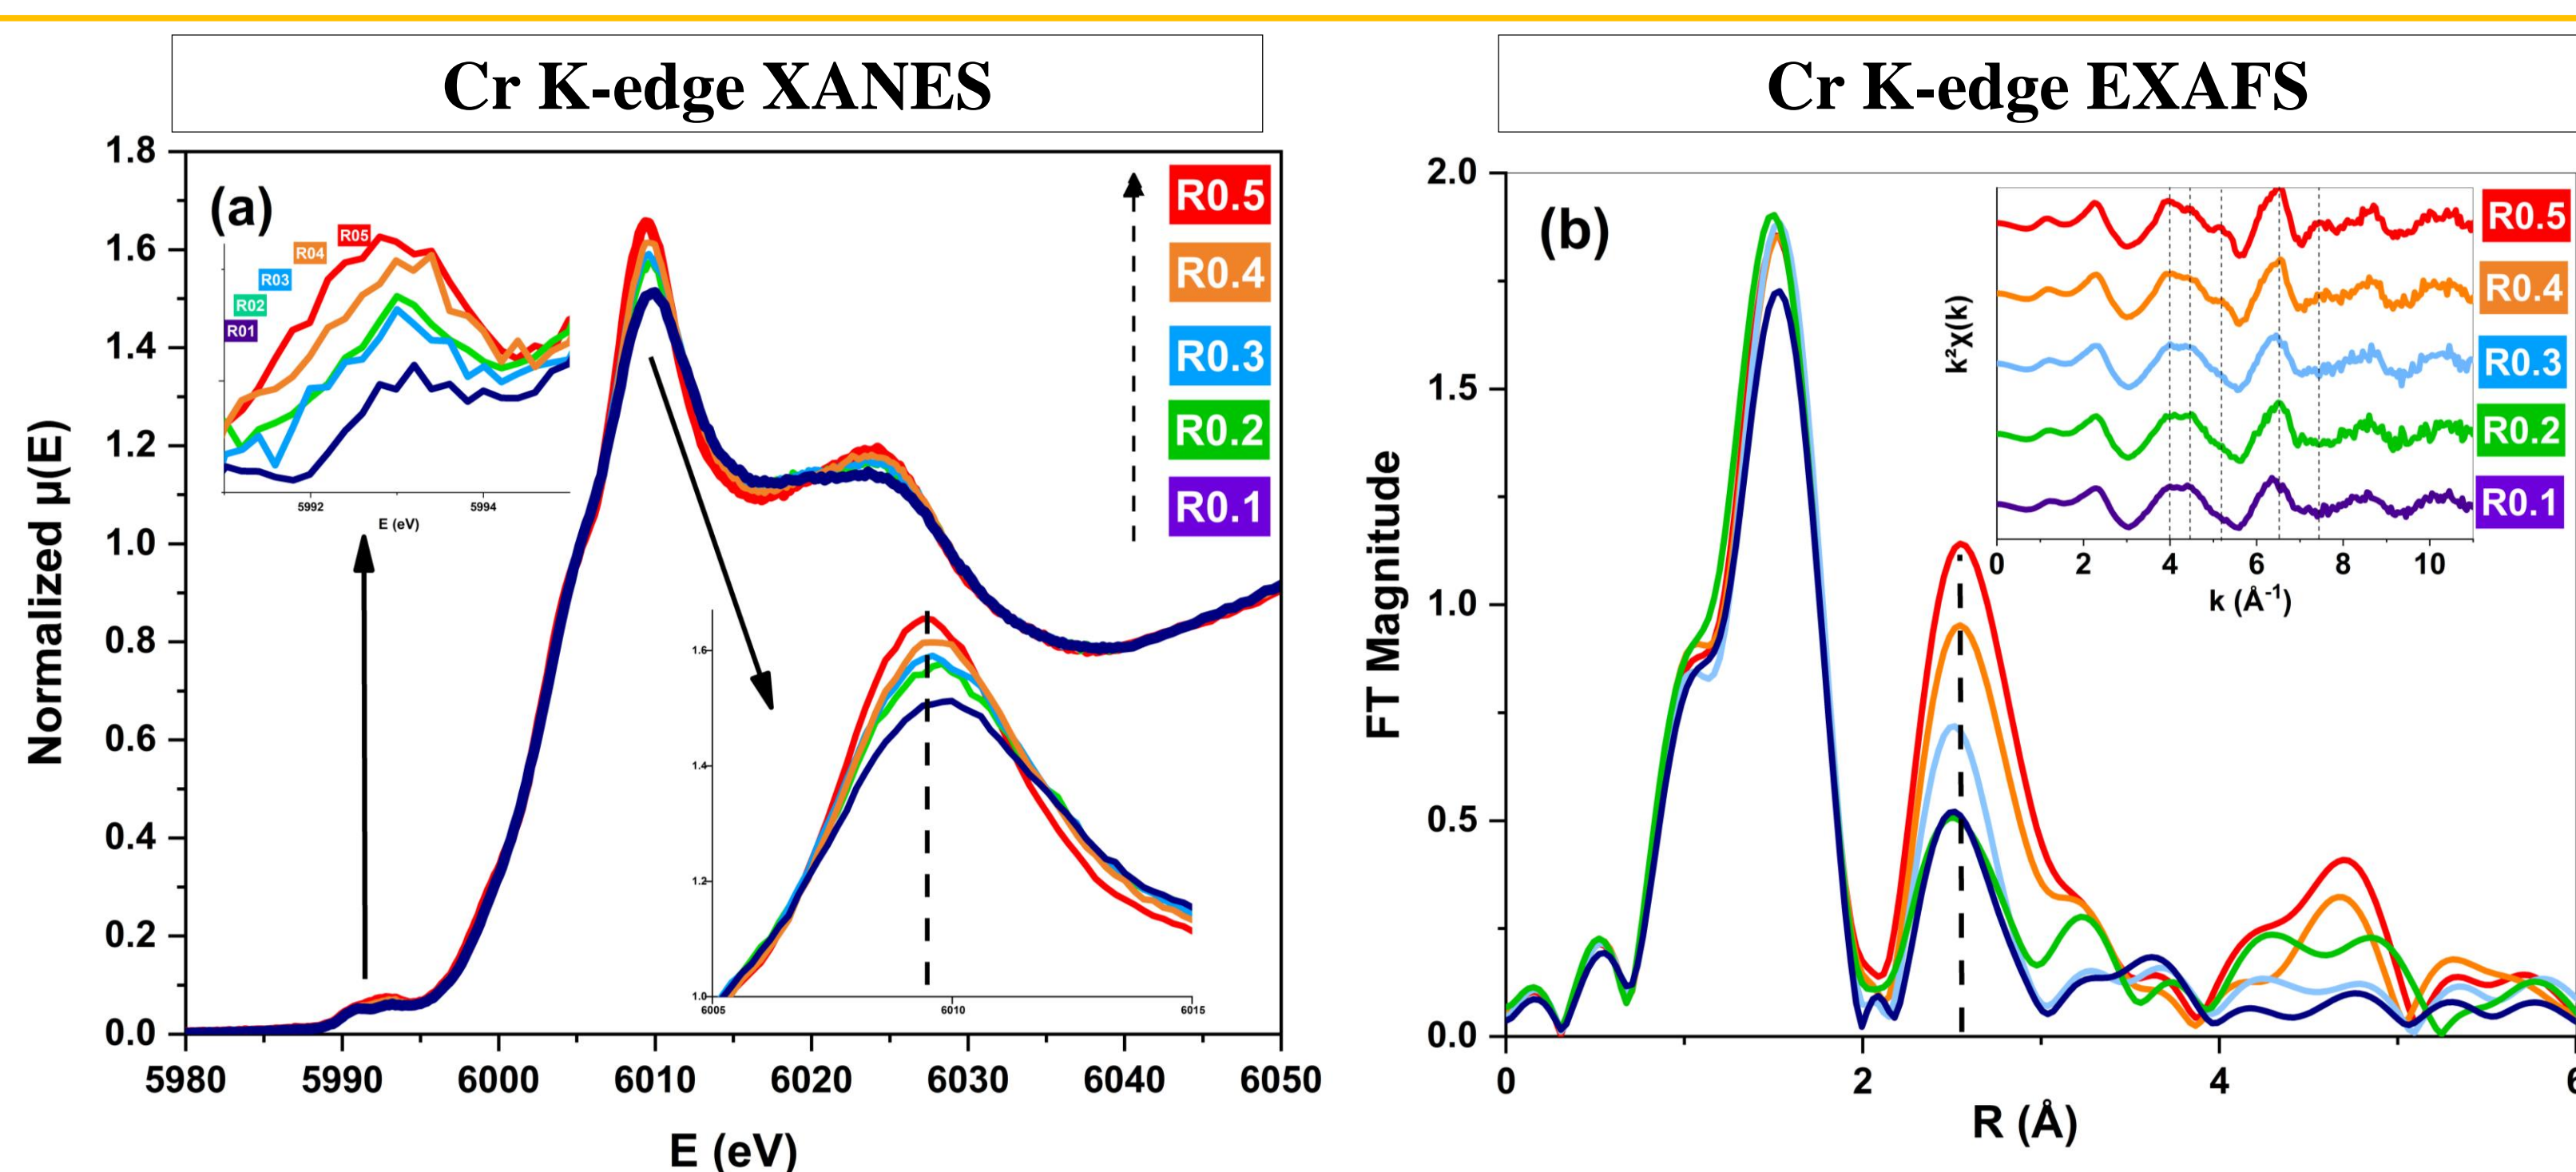 Cr K-edge XANES
(a)
R0.5
R0.4
R0.3
R0.2
R0.1
Normalized μ(E)
1.8
1.6
1.4
1.2
1.0
0.8
0.6
0.4
0.2
0.0
5980 5990 6000 6010 6020 6030 6040 6050
E (eV)
R05
R04
R03
R02
R01
5992 5994
E (eV)
1.6
1.4
1.2
1.0
6005 6010 6015
Cr K-edge EXAFS
(b)
FT Magnitude
2.0
1.5
1.0
0.5
0.0
0 2 4 6
R (Å)
k²χ(k)
R0.5
R0.4
R0.3
R0.2
R0.1
0 2 4 6 8 10
k (Å⁻¹)